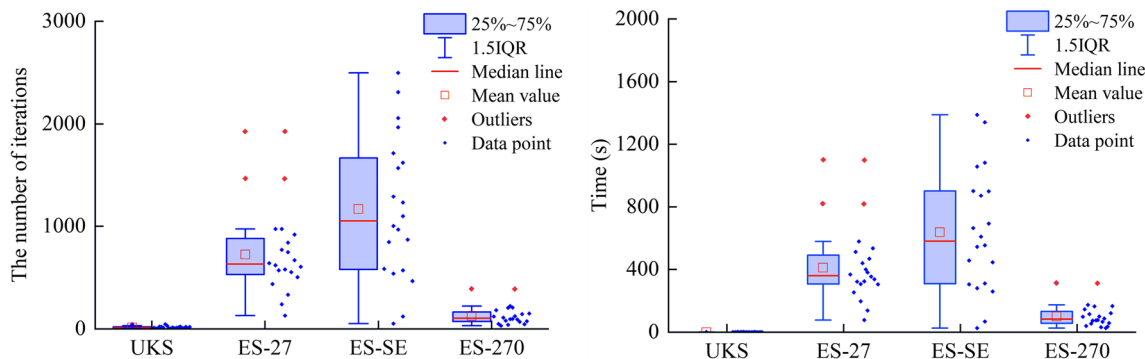 The number of iterations
3000
2000
1000
0
25%~75%
1.5IQR
Median line
Mean value
Outliers
Data point
UKS
ES-27
ES-SE
ES-270
Time (s)
2000
1600
1200
800
400
0
25%~75%
1.5IQR
Median line
Mean value
Outliers
Data point
UKS
ES-27
ES-SE
ES-270